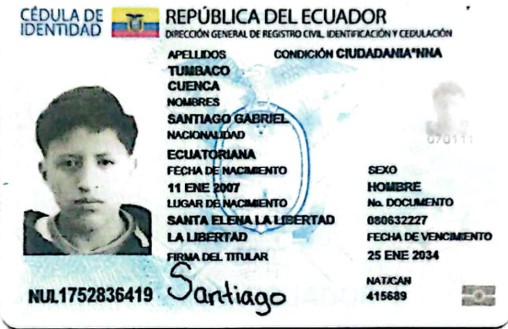 CÉDULA DE IDENTIDAD
REPÚBLICA DEL ECUADOR
DIRECCIÓN GENERAL DE REGISTRO CIVIL, IDENTIFICACIÓN Y CEDULACIÓN
APELLIDOS
CONDICIÓN CIUDADANIA*NNA
TUMBACO
CUENCA
NOMBRES
SANTIAGO GABRIEL
070111
NACIONALIDAD
ECUATORIANA
FECHA DE NACIMIENTO
SEXO
11 ENE 2007
HOMBRE
LUGAR DE NACIMIENTO
No. DOCUMENTO
SANTA ELENA LA LIBERTAD
080632227
LA LIBERTAD
FECHA DE VENCIMIENTO
FIRMA DEL TITULAR
25 ENE 2034
Santiago
NAT/CAN
415689
NUL1752836419